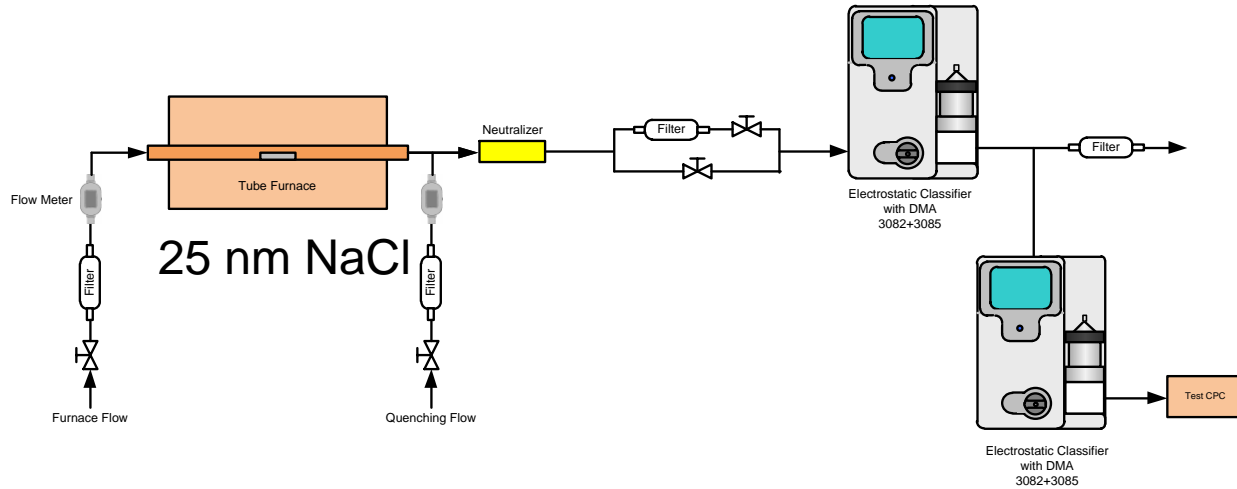 Neutralizer
Filter
Filter
Tube Furnace
Flow Meter
Electrostatic Classifier
with DMA
3082+3085
25 nm NaCl
Filter
Filter
Test CPC
Furnace Flow
Quenching Flow
Electrostatic Classifier
with DMA
3082+3085